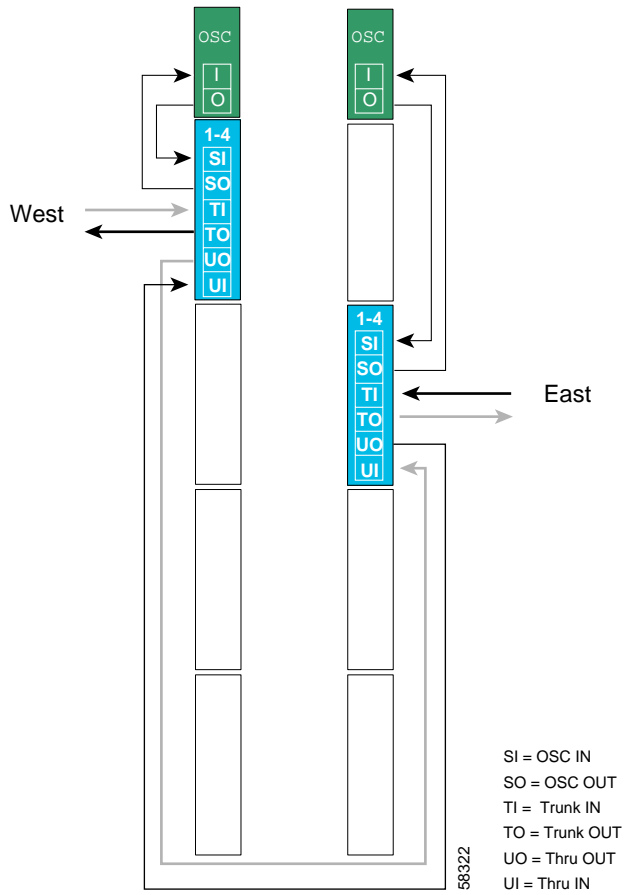 OSC
I
O
1-4
SI
SO
TI
TO
UO
UI
West
OSC
I
O
1-4
SI
SO
TI
TO
UO
UI
East
SI = OSC IN
SO = OSC OUT
TI = Trunk IN
TO = Trunk OUT
UO = Thru OUT
UI = Thru IN
58322